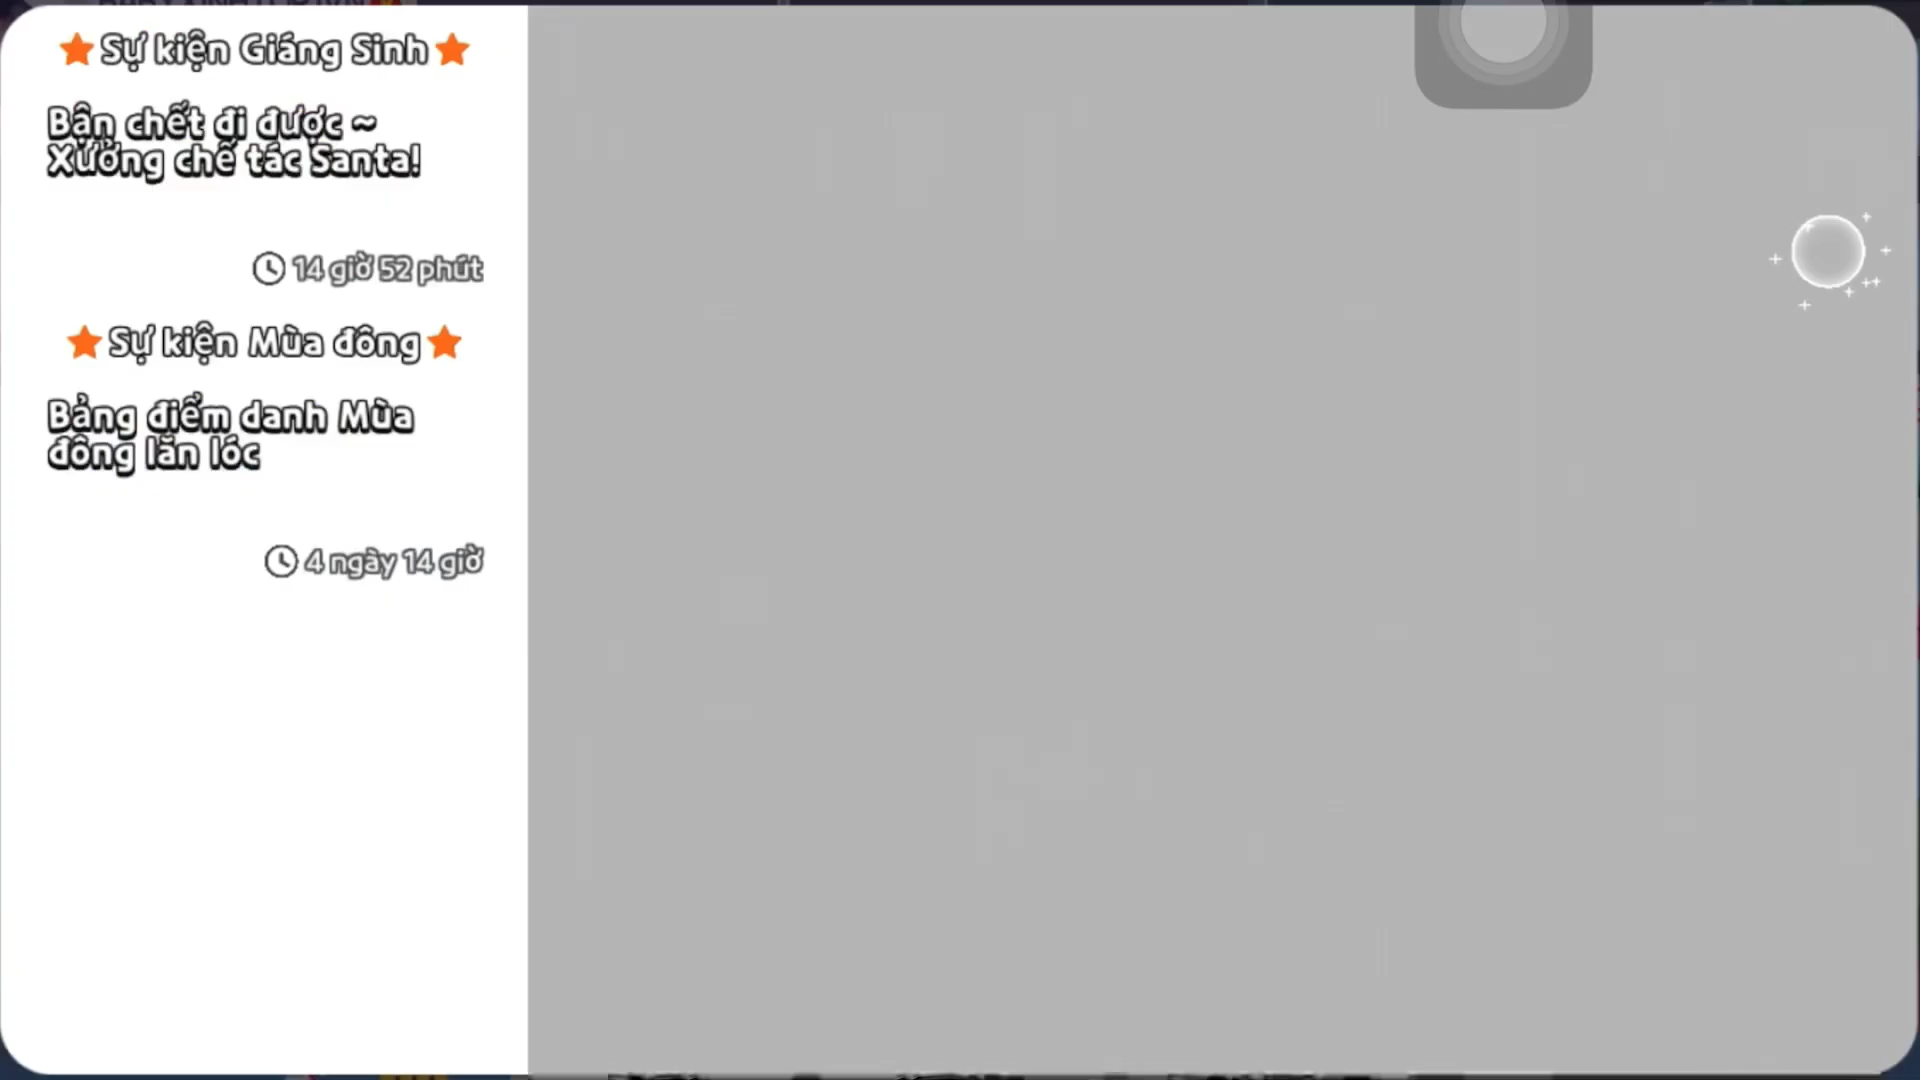 Sự kiện Giáng Sinh
Bận chết đi được ~
Xưởng chế tác Santa!
14 giờ 52 phút
Sự kiện Mùa đông
Bảng điểm danh Mùa
đông lăn lóc
4 ngày 14 giờ